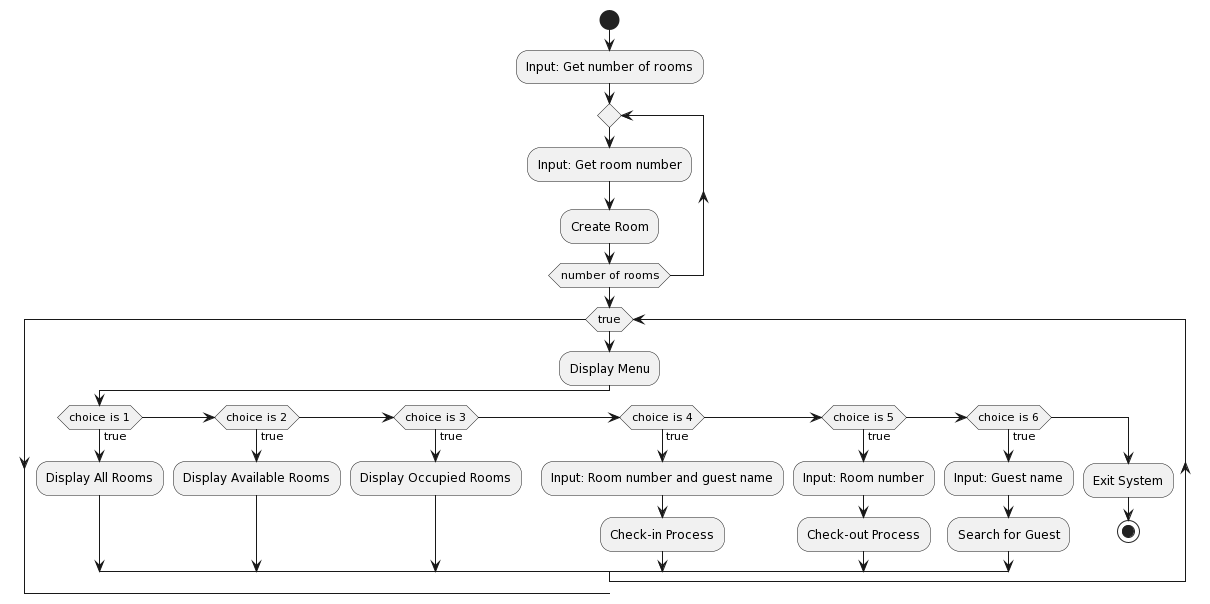 Input: Get number of rooms
Input: Get room number
Create Room
number of rooms
true
Display Menu
choice is 1
choice is 2
choice is 3
choice is 4
choice is 5
choice is 6
true
true
true
true
true
true
Display All Rooms
Display Available Rooms
Display Occupied Rooms
Input: Room number and guest name
Input: Room number
Input: Guest name
Exit System
Check-in Process
Check-out Process
Search for Guest